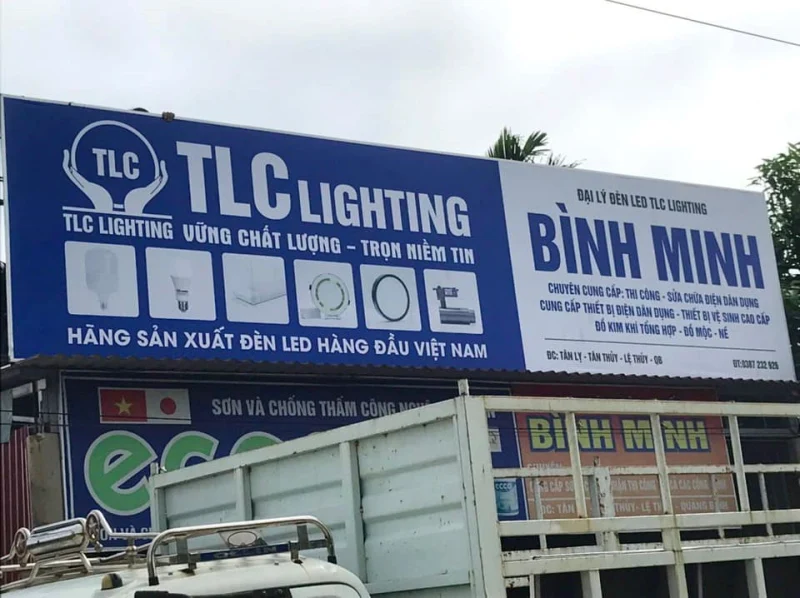 TLC
TLC LIGHTING
TLC LIGHTING
VỮNG CHẤT LƯỢNG - TRỌN NIỀM TIN
HÃNG SẢN XUẤT ĐÈN LED HÀNG ĐẦU VIỆT NAM
ĐẠI LÝ ĐÈN LED TLC LIGHTING
BÌNH MINH
CHUYÊN CUNG CẤP: THI CÔNG - SỬA CHỮA ĐIỆN DÂN DỤNG
CUNG CẤP THIẾT BỊ ĐIỆN DÂN DỤNG - THIẾT BỊ VỆ SINH CAO CẤP
ĐỒ KIM KHÍ TỔNG HỢP - ĐỒ MỘC - NỀ
ĐC: TÂN LY - TÂN THỦY - LỆ THỦY - QB
ĐT: 0387 232 929
SƠN VÀ CHỐNG THẤM CÔNG
BÌNH MINH
CUNG CẤP